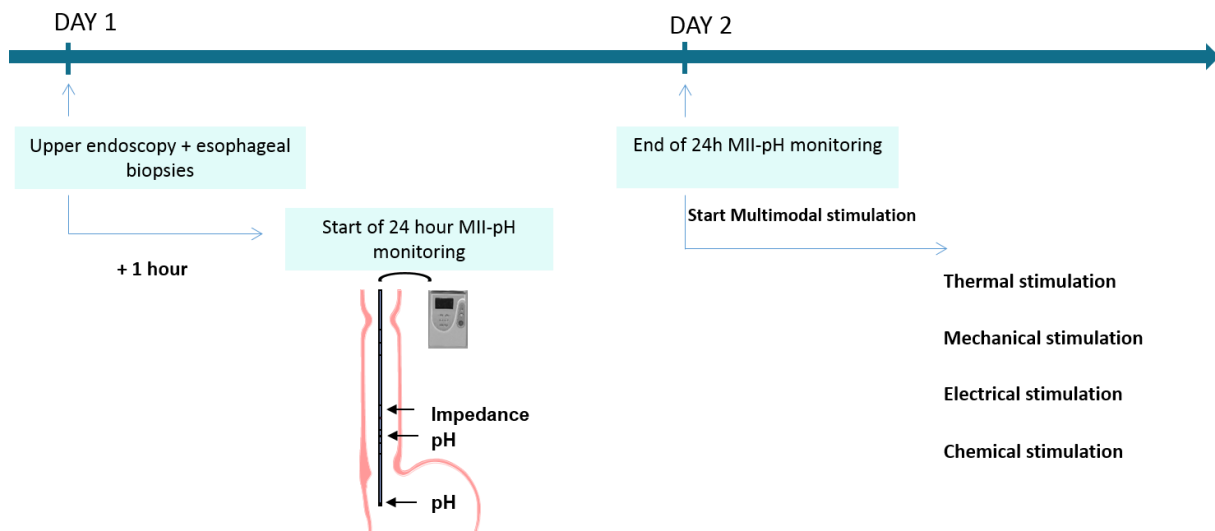 DAY 1
DAY 2
Upper endoscopy + esophageal
biopsies
End of 24h MII-pH monitoring
+ 1 hour
Start of 24 hour MII-pH
monitoring
Start Multimodal stimulation
Thermal stimulation
Mechanical stimulation
Electrical stimulation
Chemical stimulation
Impedance
pH
pH